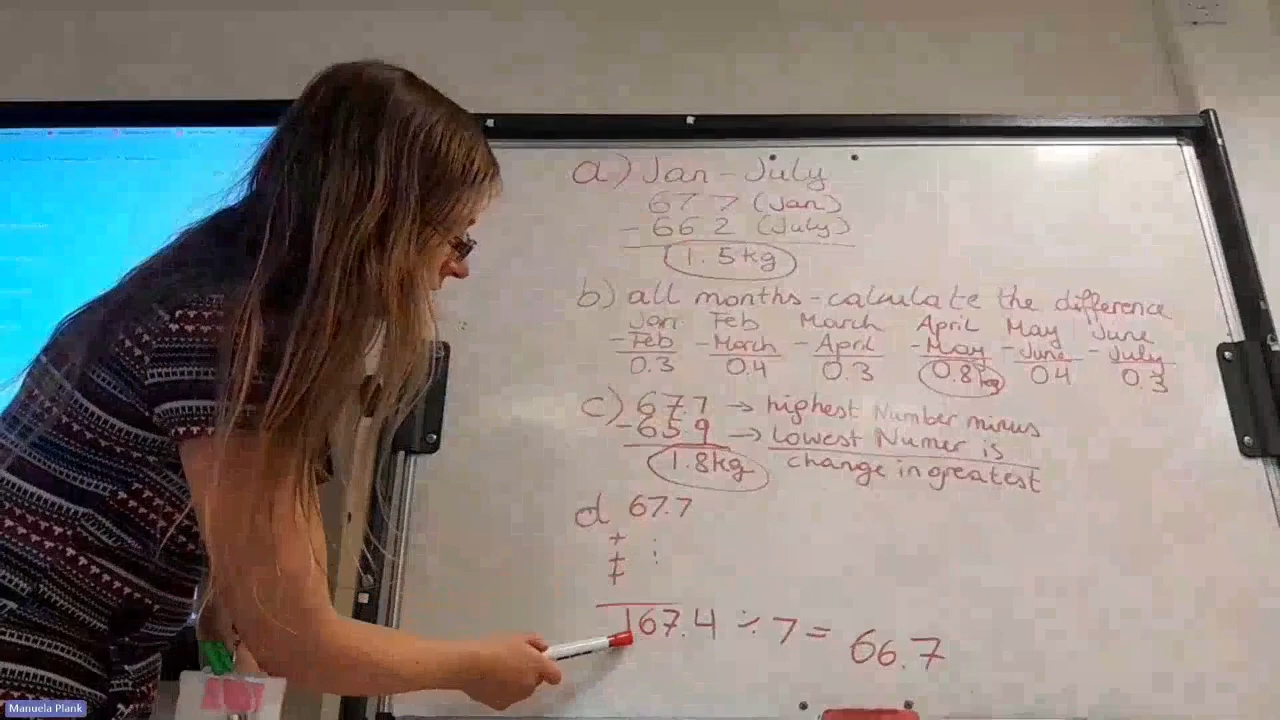 a) Jan - July
67 7 (Jan)
- 66 2 (July)
1.5kg
b) all months - calculate the difference
Jan Feb March April May June
- Feb - March - April - May - June - July
0.3 0.4 0.3 0.8kg 0.4 0.3
c) 67.7 → highest Number minus
- 65 9 → Lowest Numer is
1.8kg change in greatest
d 67.7
+ :
+
+
167.4 ÷ 7 = 66.7
Manuela Plank